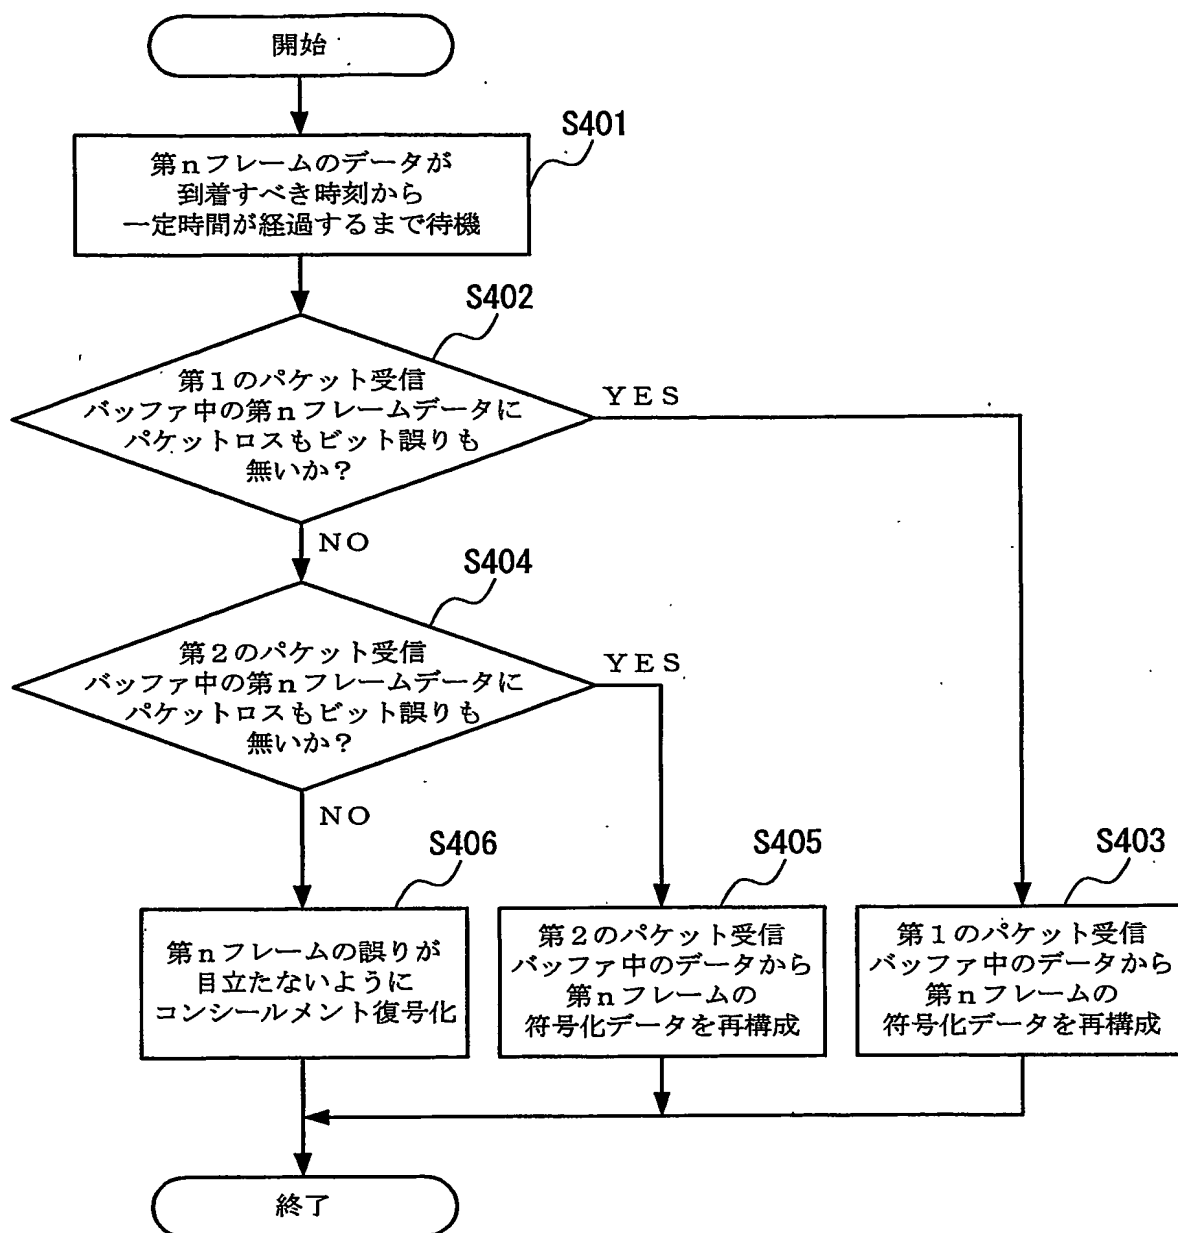 開始
S401
第nフレームのデータが
到着すべき時刻から
一定時間が経過するまで待機
S402
第1のパケット受信
バッファ中の第nフレームデータに
パケットロスもビット誤りも
無いか?
YES
NO
S404
第2のパケット受信
バッファ中の第nフレームデータに
パケットロスもビット誤りも
無いか?
YES
NO
S406
第nフレームの誤りが
目立たないように
コンシールメント復号化
S405
第2のパケット受信
バッファ中のデータから
第nフレームの
符号化データを再構成
S403
第1のパケット受信
バッファ中のデータから
第nフレームの
符号化データを再構成
終了